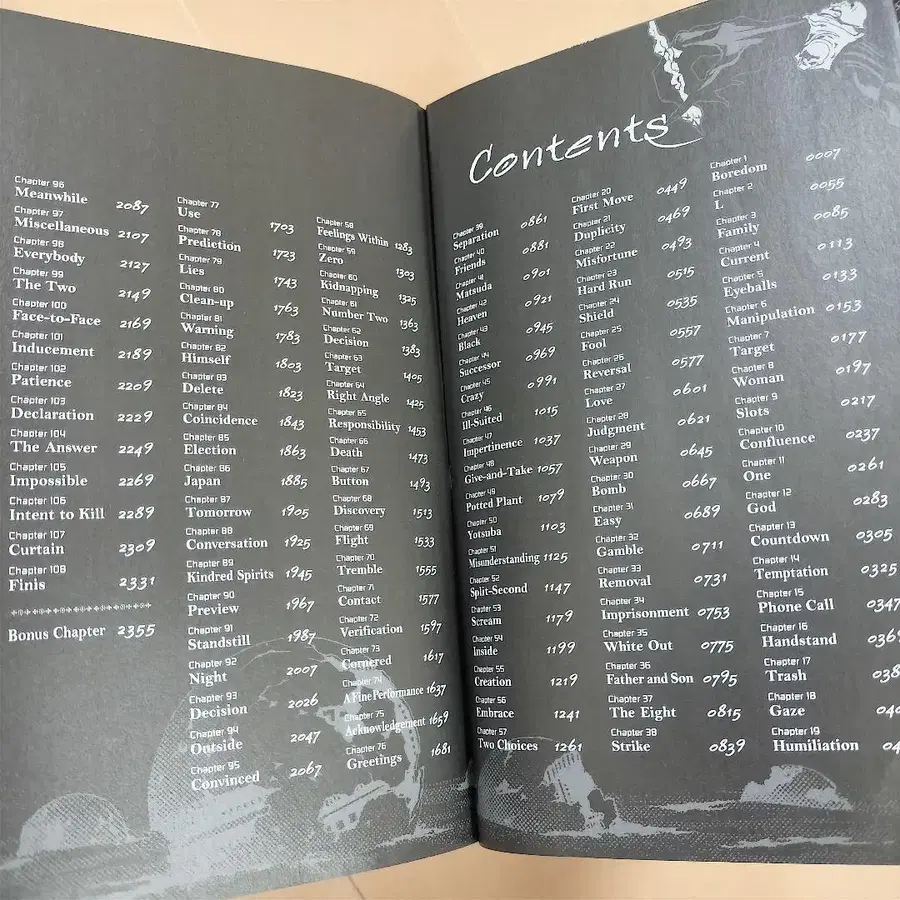 Contents
Chapter 1
Boredom 0007
Chapter 2
L 0055
Chapter 3
Family 0085
Chapter 4
Current 0113
Chapter 5
Eyeballs 0133
Chapter 6
Manipulation 0153
Chapter 7
Target 0177
Chapter 8
Woman 0197
Chapter 9
Slots 0217
Chapter 10
Confluence 0237
Chapter 11
One 0261
Chapter 12
God 0283
Chapter 13
Countdown 0305
Chapter 14
Temptation 0325
Chapter 15
Phone Call 0347
Chapter 16
Handstand 0369
Chapter 17
Trash
Chapter 18
Gaze
Chapter 19
Humiliation
Chapter 20
First Move 0449
Chapter 21
Duplicity 0469
Chapter 22
Misfortune 0493
Chapter 23
Hard Run 0515
Chapter 24
Shield 0535
Chapter 25
Fool 0557
Chapter 26
Reversal 0577
Chapter 27
Love 0601
Chapter 28
Judgment 0621
Chapter 29
Weapon 0645
Chapter 30
Bomb 0667
Chapter 31
Easy 0689
Chapter 32
Gamble 0711
Chapter 33
Removal 0731
Chapter 34
Imprisonment 0753
Chapter 35
White Out 0775
Chapter 36
Father and Son 0795
Chapter 37
The Eight 0815
Chapter 38
Strike 0839
Chapter 39
Separation 0861
Chapter 40
Friends 0881
Chapter 41
Matsuda 0901
Chapter 42
Heaven 0921
Chapter 43
Black 0945
Chapter 44
Successor 0969
Chapter 45
Crazy 0991
Chapter 46
Ill-Suited 1015
Chapter 47
Impertinence 1037
Chapter 48
Give-and-Take 1057
Chapter 49
Potted Plant 1079
Chapter 50
Yotsuba 1103
Chapter 51
Misunderstanding 1125
Chapter 52
Split-Second 1147
Chapter 53
Scream 1179
Chapter 54
Inside 1199
Chapter 55
Creation 1219
Chapter 56
Embrace 1241
Chapter 57
Two Choices 1261
Chapter 58
Feelings Within 1283
Chapter 59
Zero 1303
Chapter 60
Kidnapping 1325
Chapter 61
Number Two 1363
Chapter 62
Decision 1383
Chapter 63
Target 1405
Chapter 64
Right Angle 1425
Chapter 65
Responsibility 1453
Chapter 66
Death 1473
Chapter 67
Button 1493
Chapter 68
Discovery 1513
Chapter 69
Flight 1533
Chapter 70
Tremble 1555
Chapter 71
Contact 1577
Chapter 72
Verification 1597
Chapter 73
Cornered 1617
Chapter 74
A Fine Performance 1637
Chapter 75
Acknowledgement 1659
Chapter 76
Greetings 1681
Chapter 77
Use 1703
Chapter 78
Prediction 1723
Chapter 79
Lies 1743
Chapter 80
Clean-up 1763
Chapter 81
Warning 1783
Chapter 82
Himself 1803
Chapter 83
Delete 1823
Chapter 84
Coincidence 1843
Chapter 85
Election 1863
Chapter 86
Japan 1885
Chapter 87
Tomorrow 1905
Chapter 88
Conversation 1925
Chapter 89
Kindred Spirits 1945
Chapter 90
Preview 1967
Chapter 91
Standstill 1987
Chapter 92
Night 2007
Chapter 93
Decision 2026
Chapter 94
Outside 2047
Chapter 95
Convinced 2067
Chapter 96
Meanwhile 2087
Chapter 97
Miscellaneous 2107
Chapter 98
Everybody 2127
Chapter 99
The Two 2149
Chapter 100
Face-to-Face 2169
Chapter 101
Inducement 2189
Chapter 102
Patience 2209
Chapter 103
Declaration 2229
Chapter 104
The Answer 2249
Chapter 105
Impossible 2269
Chapter 106
Intent to Kill 2289
Chapter 107
Curtain 2309
Chapter 108
Finis 2331
Bonus Chapter 2355